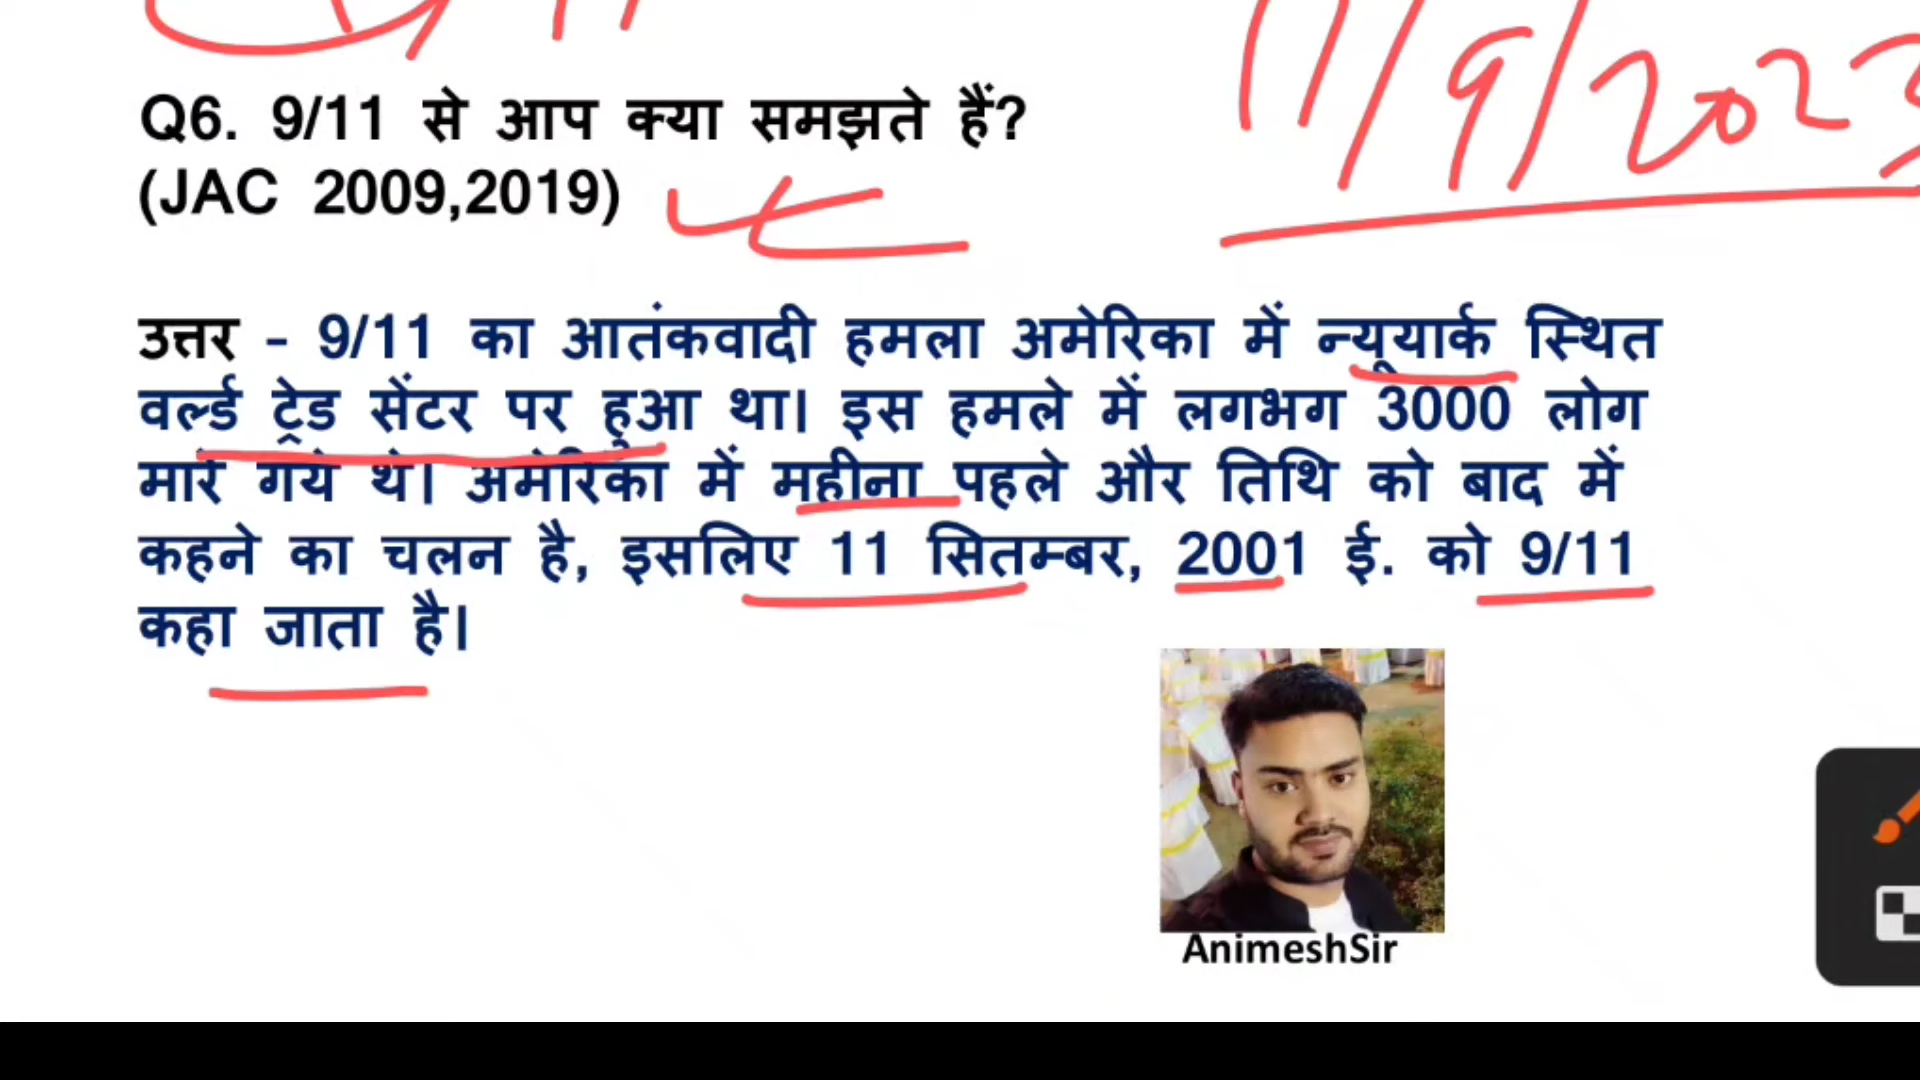 11/9/2023
Q6. 9/11 से आप क्या समझते हैं?
(JAC 2009,2019)
उत्तर - 9/11 का आतंकवादी हमला अमेरिका में न्यूयार्क स्थित
वर्ल्ड ट्रेड सेंटर पर हुआ था। इस हमले में लगभग 3000 लोग
मारे गये थे। अमेरिका में महीना पहले और तिथि को बाद में
कहने का चलन है, इसलिए 11 सितम्बर, 2001 ई. को 9/11
कहा जाता है।
AnimeshSir